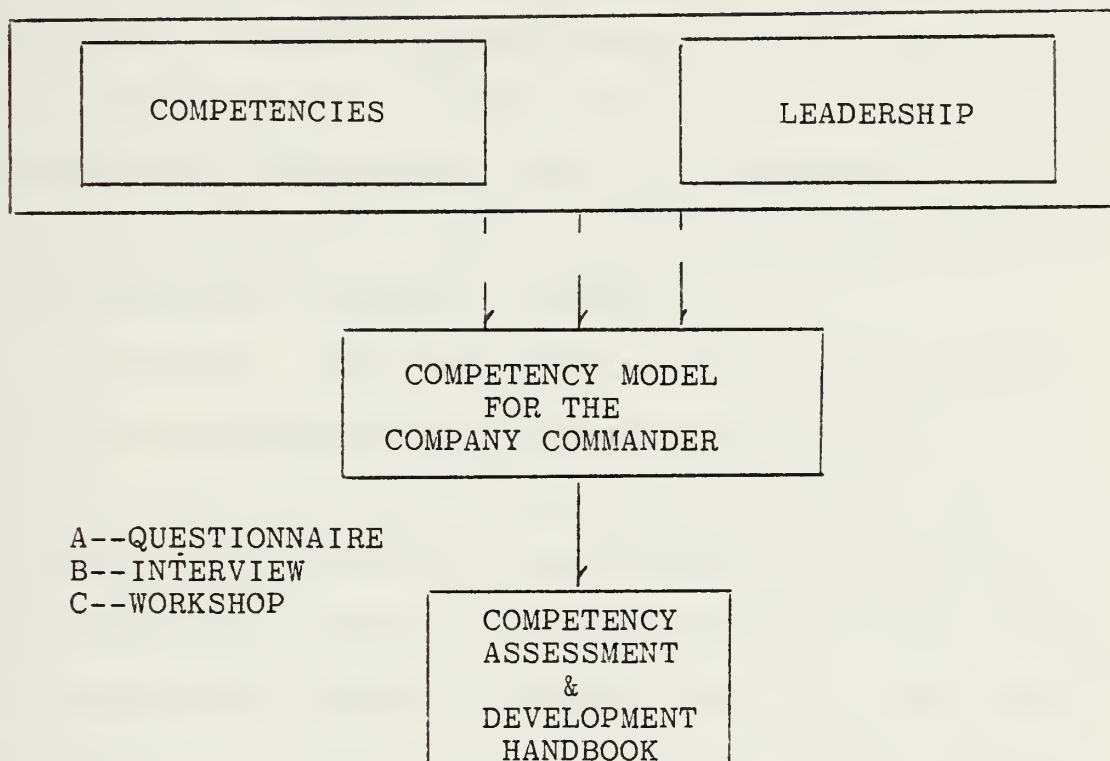 COMPETENCIES
LEADERSHIP
COMPETENCY MODEL
FOR THE
COMPANY COMMANDER
A--QUESTIONNAIRE
B--INTERVIEW
C--WORKSHOP
COMPETENCY
ASSESSMENT
&
DEVELOPMENT
HANDBOOK